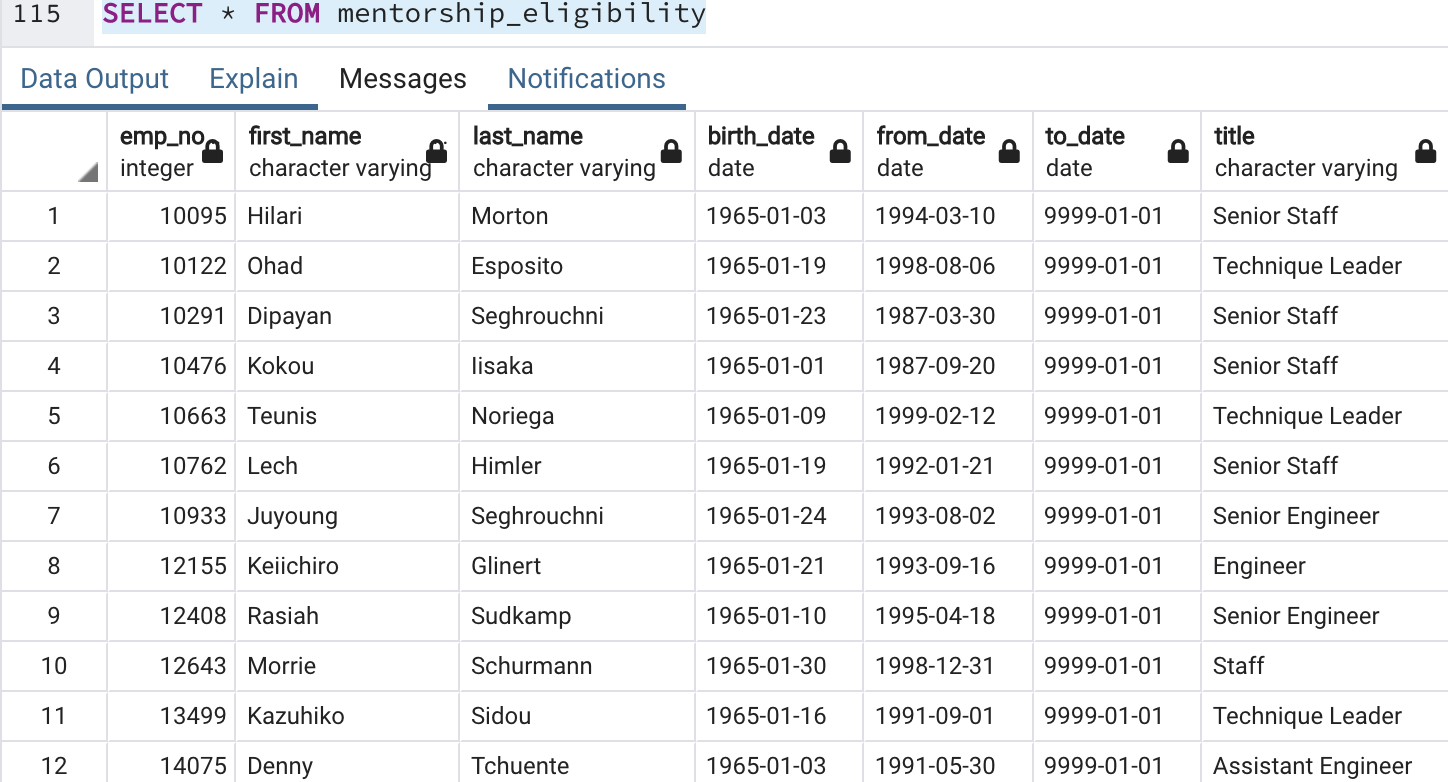 115 SELECT * FROM mentorship_eligibility
Data Output Explain Messages Notifications
emp_no first_name last_name birth_date from_date to_date title
integer character varying character varying date date date character varying
1 10095 Hilari Morton 1965-01-03 1994-03-10 9999-01-01 Senior Staff
2 10122 Ohad Esposito 1965-01-19 1998-08-06 9999-01-01 Technique Leader
3 10291 Dipayan Seghrouchni 1965-01-23 1987-03-30 9999-01-01 Senior Staff
4 10476 Kokou Iisaka 1965-01-01 1987-09-20 9999-01-01 Senior Staff
5 10663 Teunis Noriega 1965-01-09 1999-02-12 9999-01-01 Technique Leader
6 10762 Lech Himler 1965-01-19 1992-01-21 9999-01-01 Senior Staff
7 10933 Juyoung Seghrouchni 1965-01-24 1993-08-02 9999-01-01 Senior Engineer
8 12155 Keiichiro Glinert 1965-01-21 1993-09-16 9999-01-01 Engineer
9 12408 Rasiah Sudkamp 1965-01-10 1995-04-18 9999-01-01 Senior Engineer
10 12643 Morrie Schurmann 1965-01-30 1998-12-31 9999-01-01 Staff
11 13499 Kazuhiko Sidou 1965-01-16 1991-09-01 9999-01-01 Technique Leader
12 14075 Denny Tchuente 1965-01-03 1991-05-30 9999-01-01 Assistant Engineer